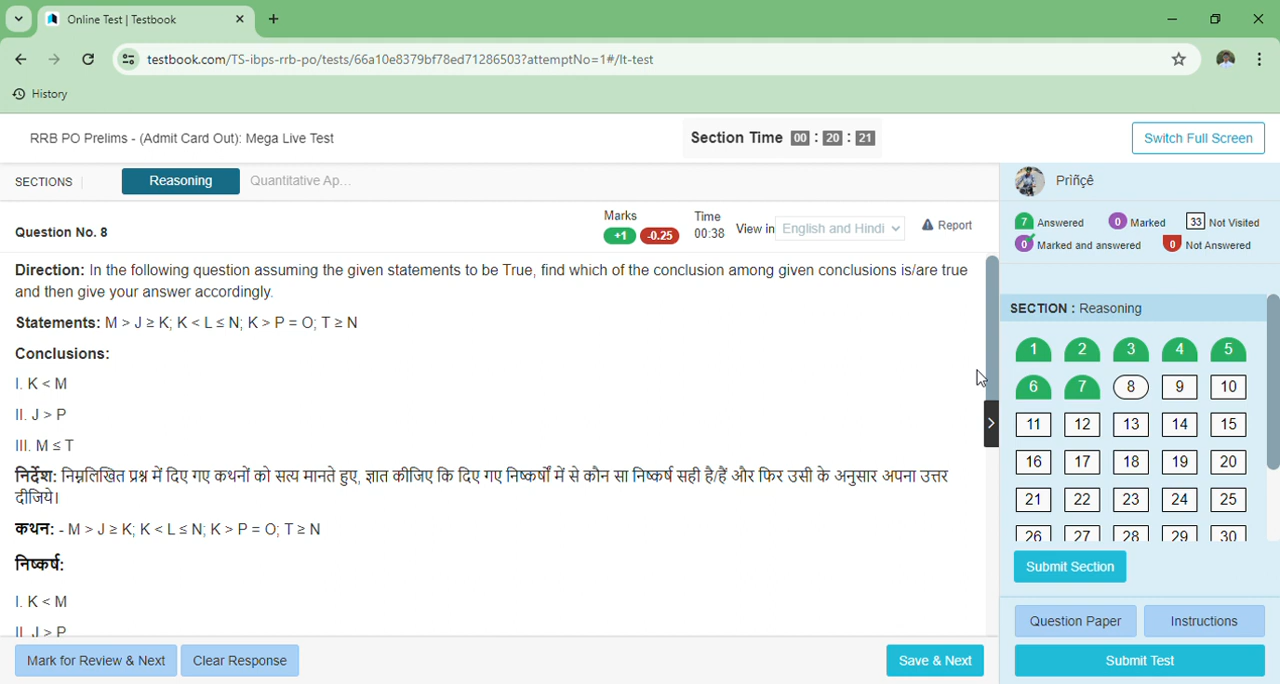 Online Test | Testbook
testbook.com/TS-ibps-rrb-po/tests/66a10e8379bf78ed71286503?attemptNo=1#/lt-test
History
RRB PO Prelims - (Admit Card Out): Mega Live Test
Section Time 00 : 20 : 21
Switch Full Screen
SECTIONS
Reasoning
Quantitative Ap...
Prìñçê
Question No. 8
Marks
+1 -0.25
Time
00:38
View in English and Hindi
Report
7 Answered 0 Marked 33 Not Visited
0 Marked and answered 0 Not Answered
Direction: In the following question assuming the given statements to be True, find which of the conclusion among given conclusions is/are true
and then give your answer accordingly.
Statements: M > J ≥ K; K < L ≤ N; K > P = O; T ≥ N
Conclusions:
I. K < M
II. J > P
III. M ≤ T
निर्देश: निम्नलिखित प्रश्न में दिए गए कथनों को सत्य मानते हुए, ज्ञात कीजिए कि दिए गए निष्कर्षों में से कौन सा निष्कर्ष सही है/हैं और फिर उसी के अनुसार अपना उत्तर
दीजिये।
कथन: - M > J ≥ K; K < L ≤ N; K > P = O; T ≥ N
निष्कर्ष:
I. K < M
II. J > P
SECTION : Reasoning
1 2 3 4 5
6 7 8 9 10
11 12 13 14 15
16 17 18 19 20
21 22 23 24 25
26 27 28 29 30
Submit Section
Question Paper
Instructions
Mark for Review & Next
Clear Response
Save & Next
Submit Test